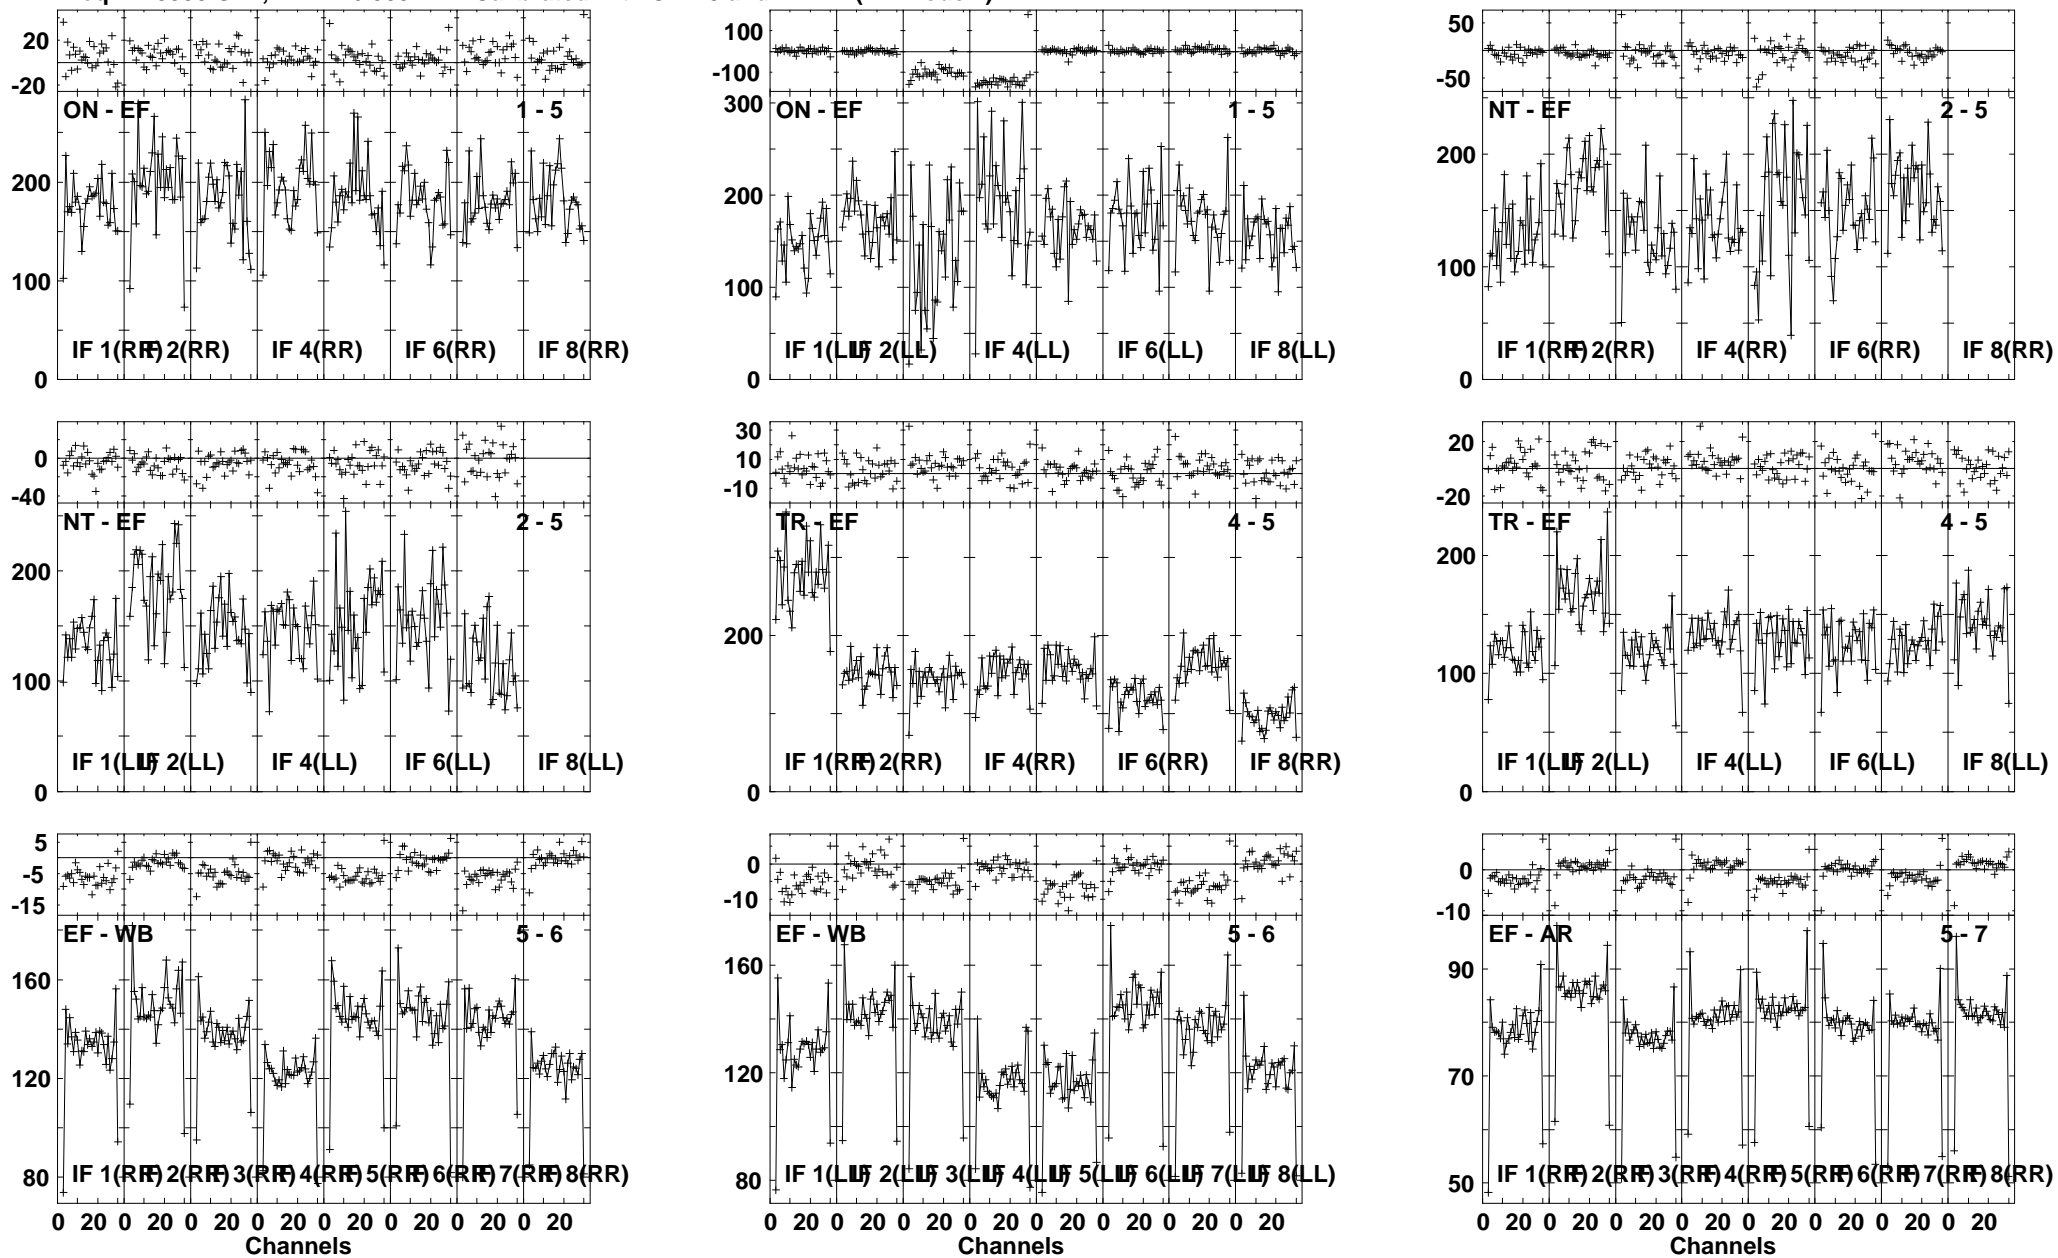 20
-20
ON - EF 1 - 5
200
100
0
IF 1(RR) IF 2(RR) IF 4(RR) IF 6(RR) IF 8(RR)
100
-100
ON - EF 1 - 5
300
200
100
0
IF 1(LL) IF 2(LL) IF 4(LL) IF 6(LL) IF 8(LL)
50
-50
NT - EF 2 - 5
200
100
0
IF 1(RR) IF 2(RR) IF 4(RR) IF 6(RR) IF 8(RR)
0
-40
NT - EF 2 - 5
200
100
0
IF 1(LL) IF 2(LL) IF 4(LL) IF 6(LL) IF 8(LL)
30
10
-10
TR - EF 4 - 5
200
0
IF 1(RR) IF 2(RR) IF 4(RR) IF 6(RR) IF 8(RR)
20
-20
TR - EF 4 - 5
200
100
0
IF 1(LL) IF 2(LL) IF 4(LL) IF 6(LL) IF 8(LL)
5
-5
-15
EF - WB 5 - 6
160
120
80
IF 1(RR) IF 2(RR) IF 3(RR) IF 4(RR) IF 5(RR) IF 6(RR) IF 7(RR) IF 8(RR)
0 20 0 20 0 20 0 20 0 20 0 20 0 20 0 20
Channels
0
-10
EF - WB 5 - 6
160
120
80
IF 1(LL) IF 2(LL) IF 3(LL) IF 4(LL) IF 5(LL) IF 6(LL) IF 7(LL) IF 8(LL)
0 20 0 20 0 20 0 20 0 20 0 20 0 20 0 20
Channels
0
-10
EF - AR 5 - 7
90
70
50
IF 1(RR) IF 2(RR) IF 3(RR) IF 4(RR) IF 5(RR) IF 6(RR) IF 7(RR) IF 8(RR)
0 20 0 20 0 20 0 20 0 20 0 20 0 20 0 20
Channels